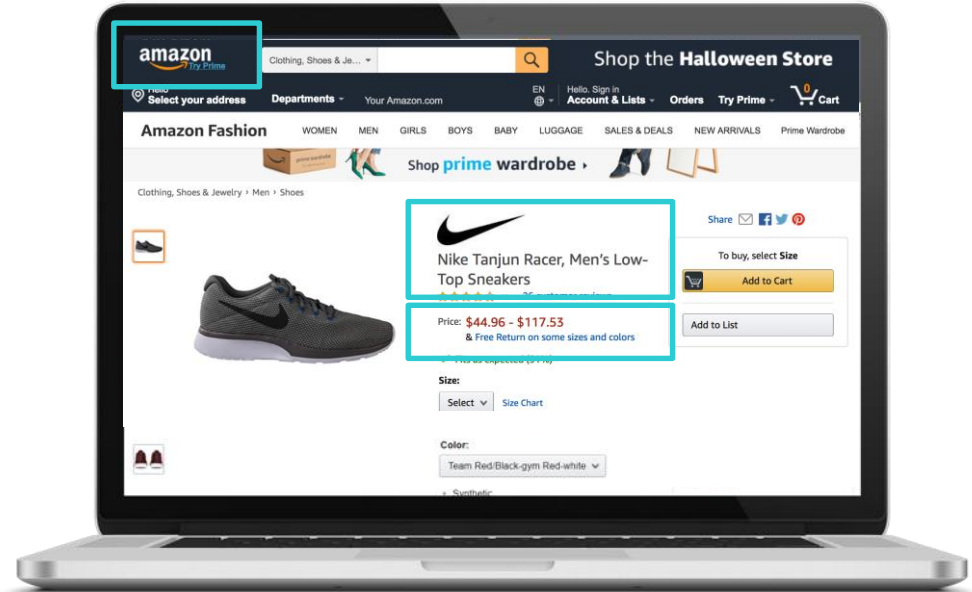 amazon
Try Prime
Clothing, Shoes & Je...
Shop the Halloween Store
Hello
Select your address
Departments
Your Amazon.com
EN
Hello. Sign in
Account & Lists
Orders
Try Prime
0
Cart
Amazon Fashion
WOMEN
MEN
GIRLS
BOYS
BABY
LUGGAGE
SALES & DEALS
NEW ARRIVALS
Prime Wardrobe
Shop prime wardrobe
Clothing, Shoes & Jewelry › Men › Shoes
Share
Nike Tanjun Racer, Men's Low-
Top Sneakers
To buy, select Size
Add to Cart
Add to List
Price: $44.96 - $117.53
& Free Return on some sizes and colors
Size:
Select
Size Chart
Color:
Team Red/Black-gym Red-white
Synthetic